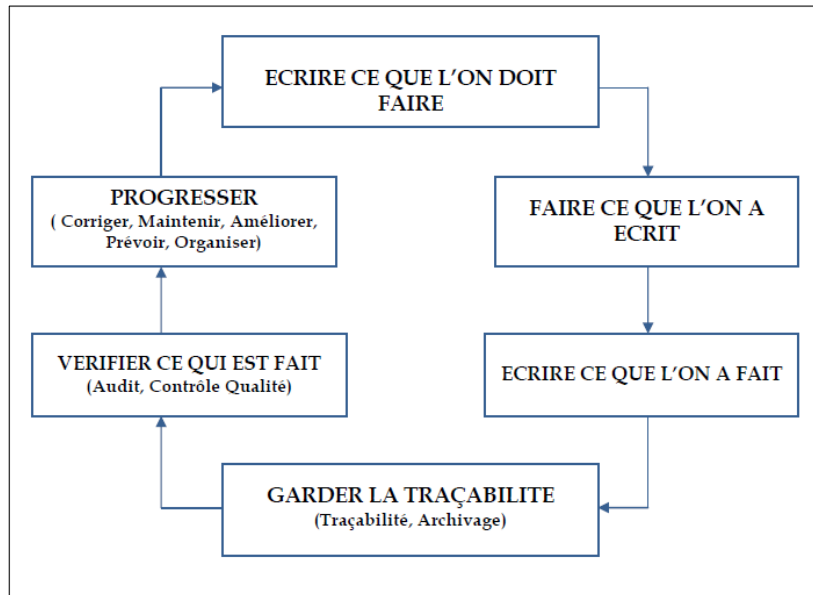 ECRIRE CE QUE L'ON DOIT
FAIRE
PROGRESSER
( Corriger, Maintenir, Améliorer,
Prévoir, Organiser)
FAIRE CE QUE L'ON A
ECRIT
VERIFIER CE QUI EST FAIT
(Audit, Contrôle Qualité)
ECRIRE CE QUE L'ON A FAIT
GARDER LA TRAÇABILITE
(Traçabilité, Archivage)